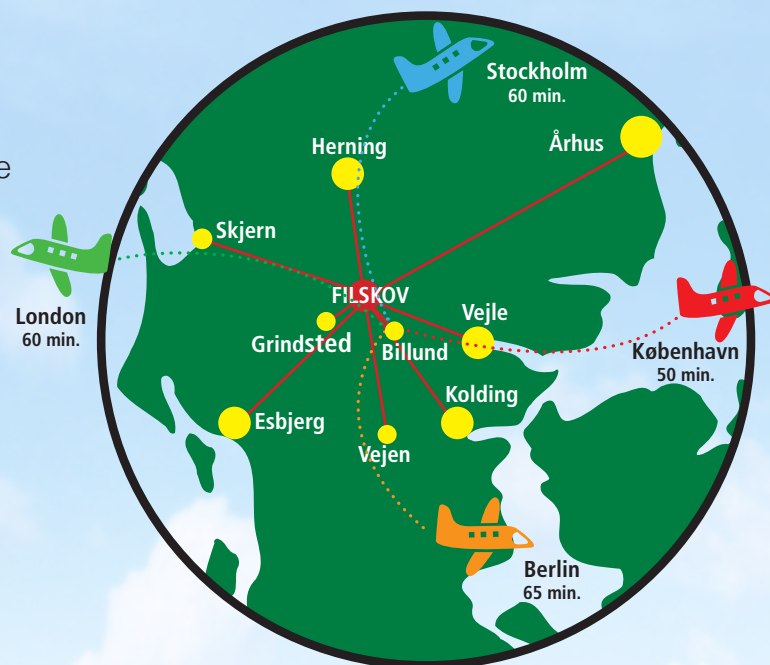 Stockholm
60 min.
Århus
Herning
e
Skjern
London
60 min.
FILSKOV
Vejle
Grindsted
Billund
København
50 min.
Esbjerg
Kolding
Vejen
Berlin
65 min.